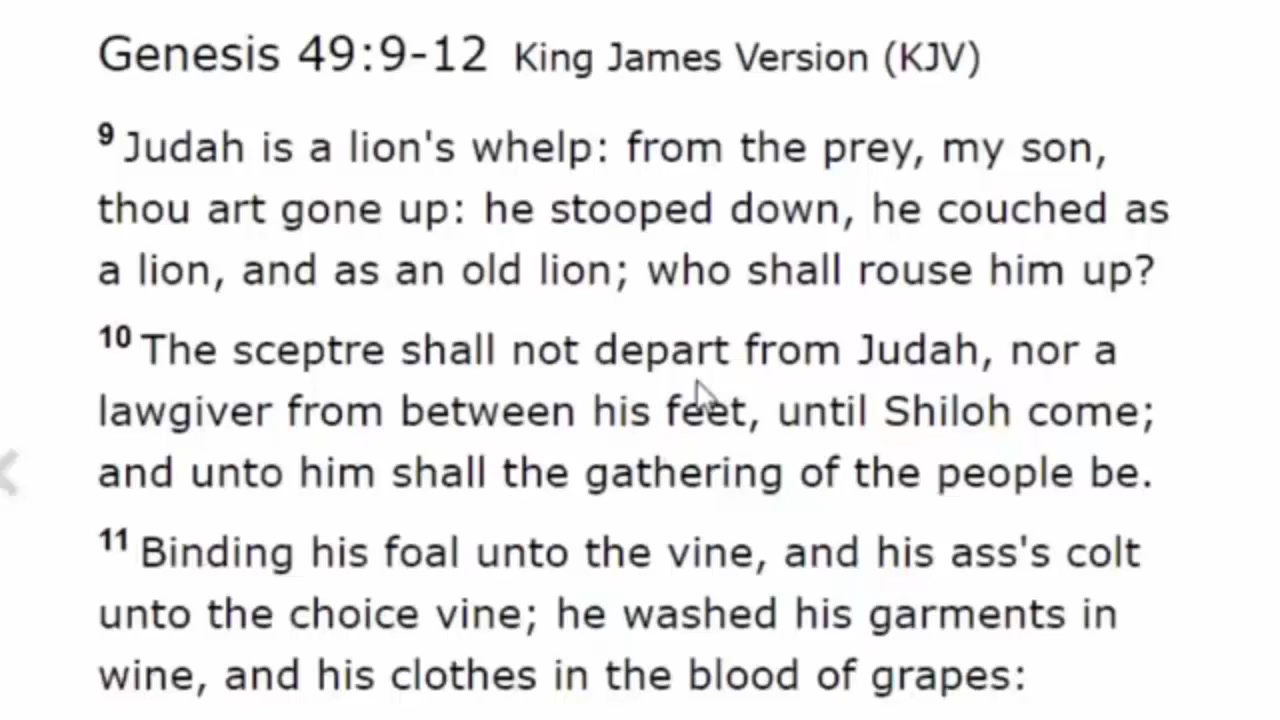 Genesis 49:9-12 King James Version (KJV)
9 Judah is a lion's whelp: from the prey, my son,
thou art gone up: he stooped down, he couched as
a lion, and as an old lion; who shall rouse him up?
10 The sceptre shall not depart from Judah, nor a
lawgiver from between his feet, until Shiloh come;
and unto him shall the gathering of the people be.
11 Binding his foal unto the vine, and his ass's colt
unto the choice vine; he washed his garments in
wine, and his clothes in the blood of grapes: